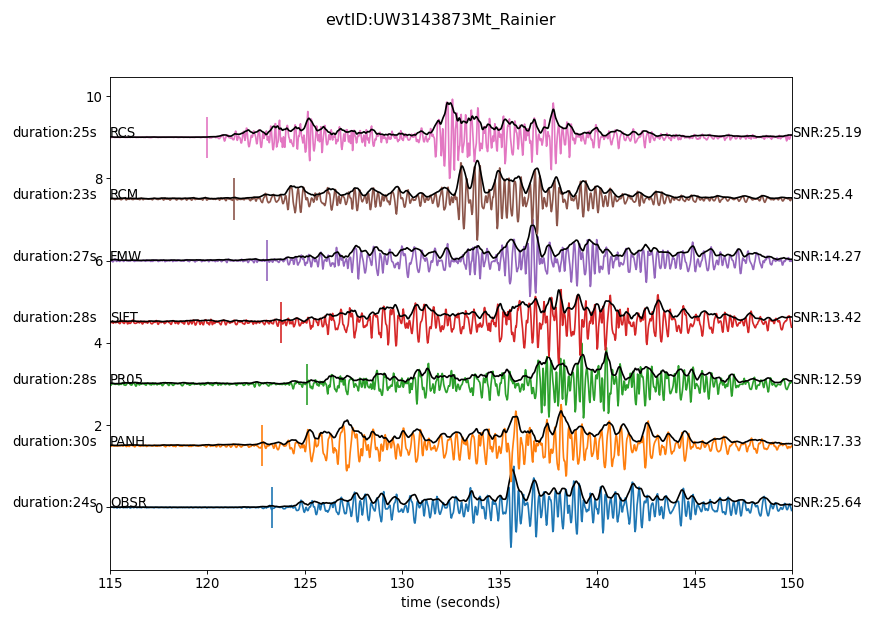 evtID:UW3143873Mt_Rainier
10
duration:25s RCS SNR:25.19
8
duration:23s RCM SNR:25.4
duration:27s FMW SNR:14.27
6
duration:28s SIFT SNR:13.42
4
duration:28s PR05 SNR:12.59
2
duration:30s PANH SNR:17.33
duration:24s OBSR SNR:25.64
0
115 120 125 130 135 140 145 150
time (seconds)